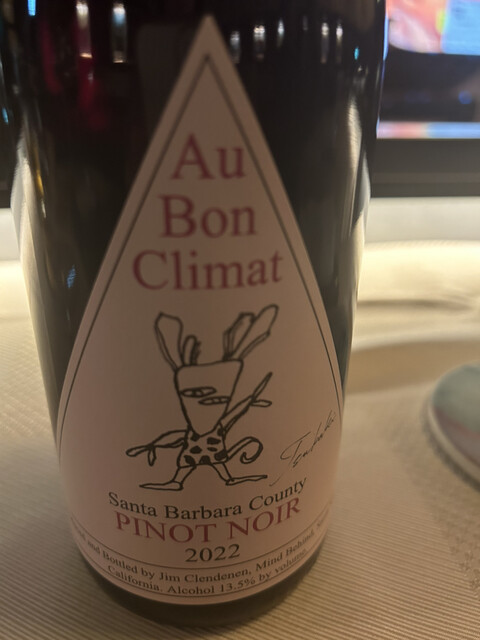 Au
Bon
Climat
Santa Barbara County
PINOT NOIR
2022
and Bottled by Jim Clendenen, Mind Behind
California. Alcohol 13.5% by volume